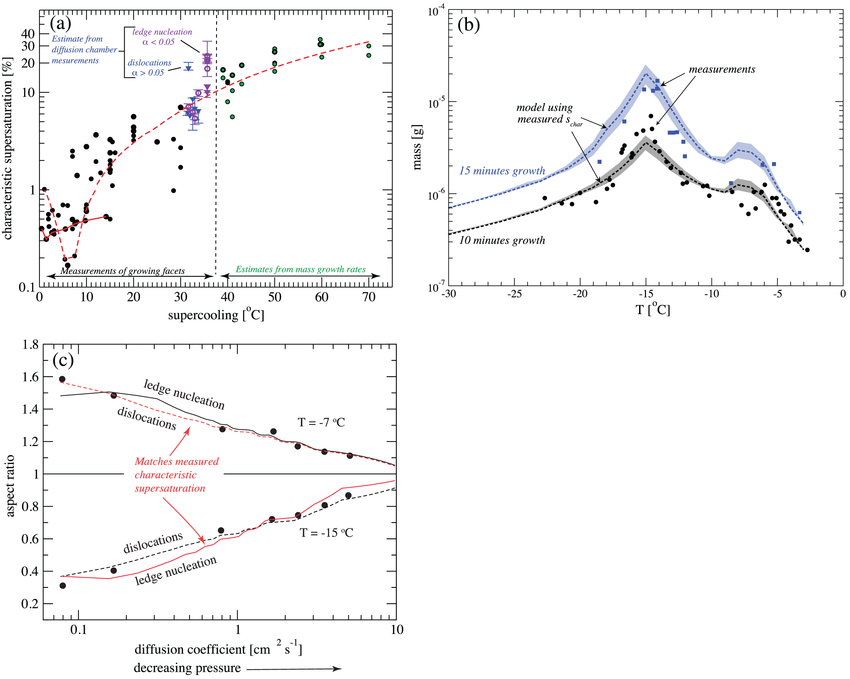 (a)
Estimate from
diffusion chamber
mesurements
ledge nucleation
α < 0.05
dislocations
α > 0.05
characteristic supersaturation [%]
40
30
20
10
1
0.1
Measurements of growing facets
Estimates from mass growth rates
0 10 20 30 40 50 60 70
supercooling [°C]
(b)
measurements
model using
measured s_char
15 minutes growth
10 minutes growth
mass [g]
10⁻⁴
10⁻⁵
10⁻⁶
10⁻⁷
-30 -25 -20 -15 -10 -5 0
T [°C]
(c)
ledge nucleation
dislocations
T = -7 °C
Matches measured
characteristic
supersaturation
dislocations
ledge nucleation
T = -15 °C
aspect ratio
1.8
1.6
1.4
1.2
1
0.8
0.6
0.4
0.2
0.1 1 10
diffusion coefficient [cm² s⁻¹]
decreasing pressure